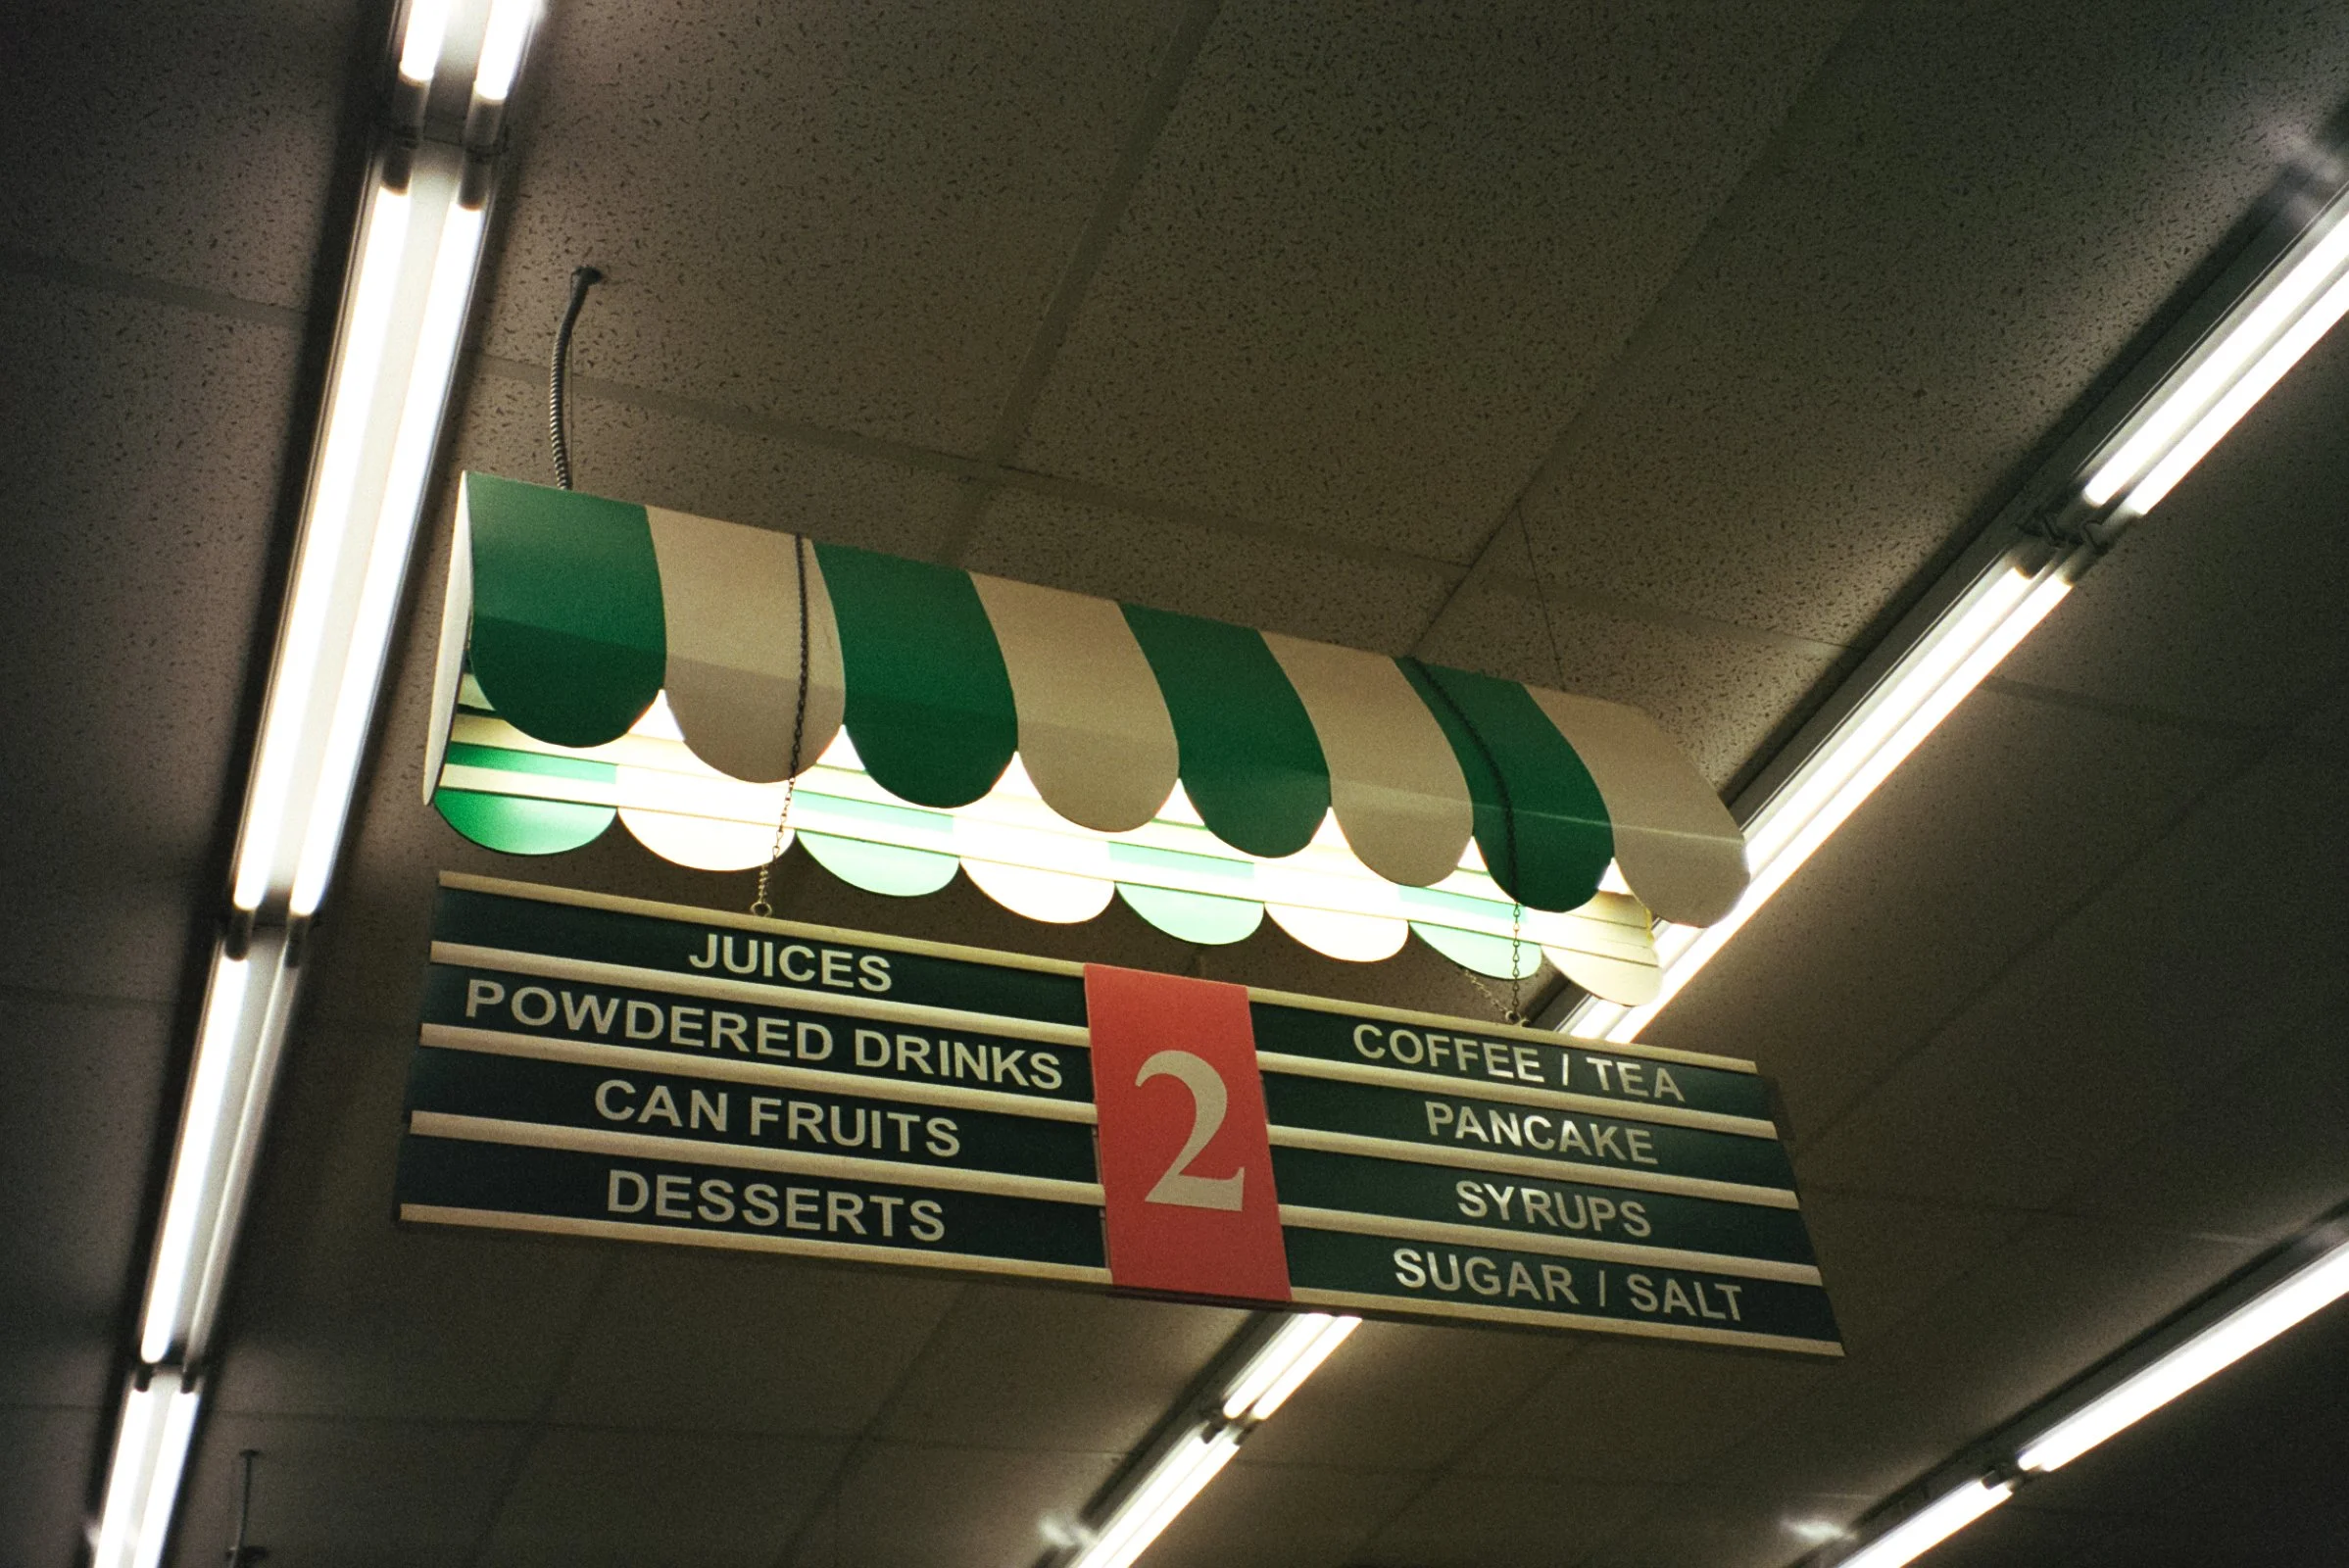 JUICES
POWDERED DRINKS
CAN FRUITS
DESSERTS
2
COFFEE / TEA
PANCAKE
SYRUPS
SUGAR / SALT